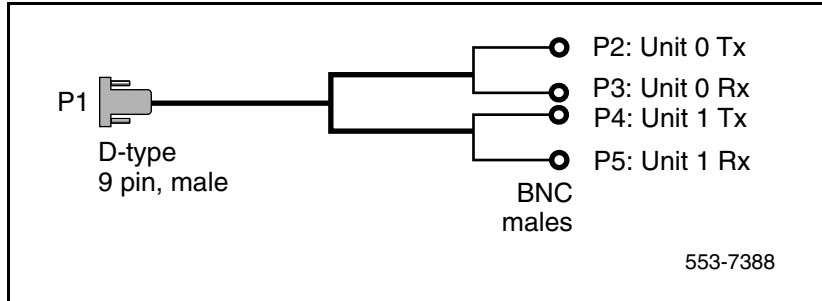 P2: Unit 0 Tx
P1
P3: Unit 0 Rx
P4: Unit 1 Tx
D-type
9 pin, male
P5: Unit 1 Rx
BNC
males
553-7388